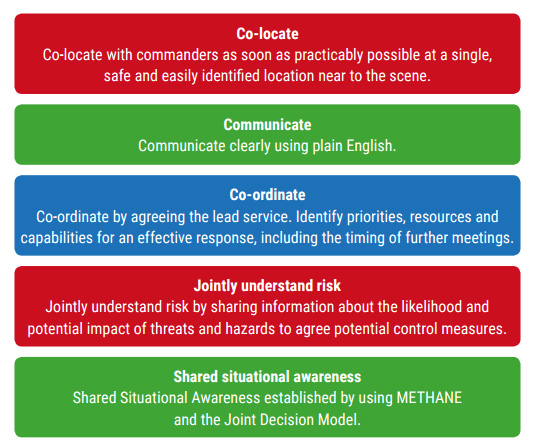 Co-locate
Co-locate with commanders as soon as practicably possible at a single,
safe and easily identified location near to the scene.
Communicate
Communicate clearly using plain English.
Co-ordinate
Co-ordinate by agreeing the lead service. Identify priorities, resources and
capabilities for an effective response, including the timing of further meetings.
Jointly understand risk
Jointly understand risk by sharing information about the likelihood and
potential impact of threats and hazards to agree potential control measures.
Shared situational awareness
Shared Situational Awareness established by using METHANE
and the Joint Decision Model.